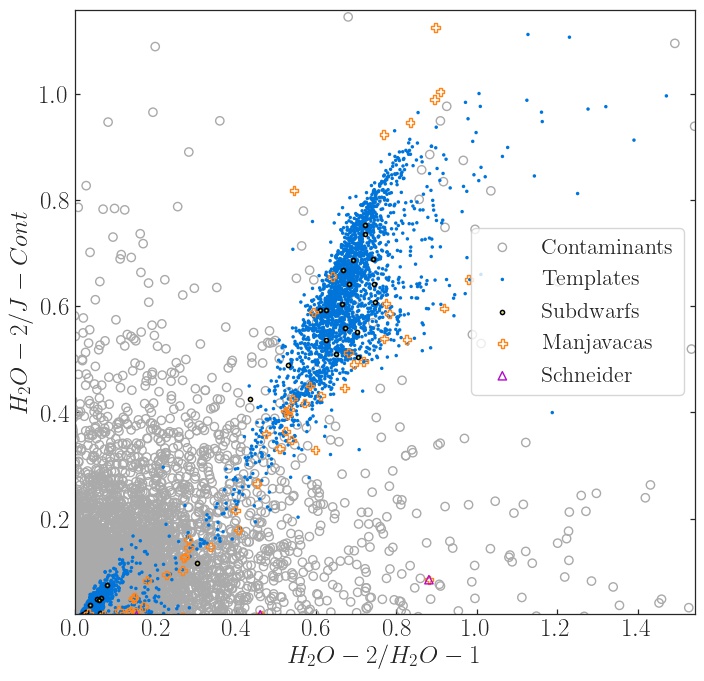 1.0
0.8
0.6
0.4
0.2
H₂O − 2/J − Cont
Contaminants
Templates
Subdwarfs
Manjavacas
Schneider
0.0 0.2 0.4 0.6 0.8 1.0 1.2 1.4
H₂O − 2/H₂O − 1